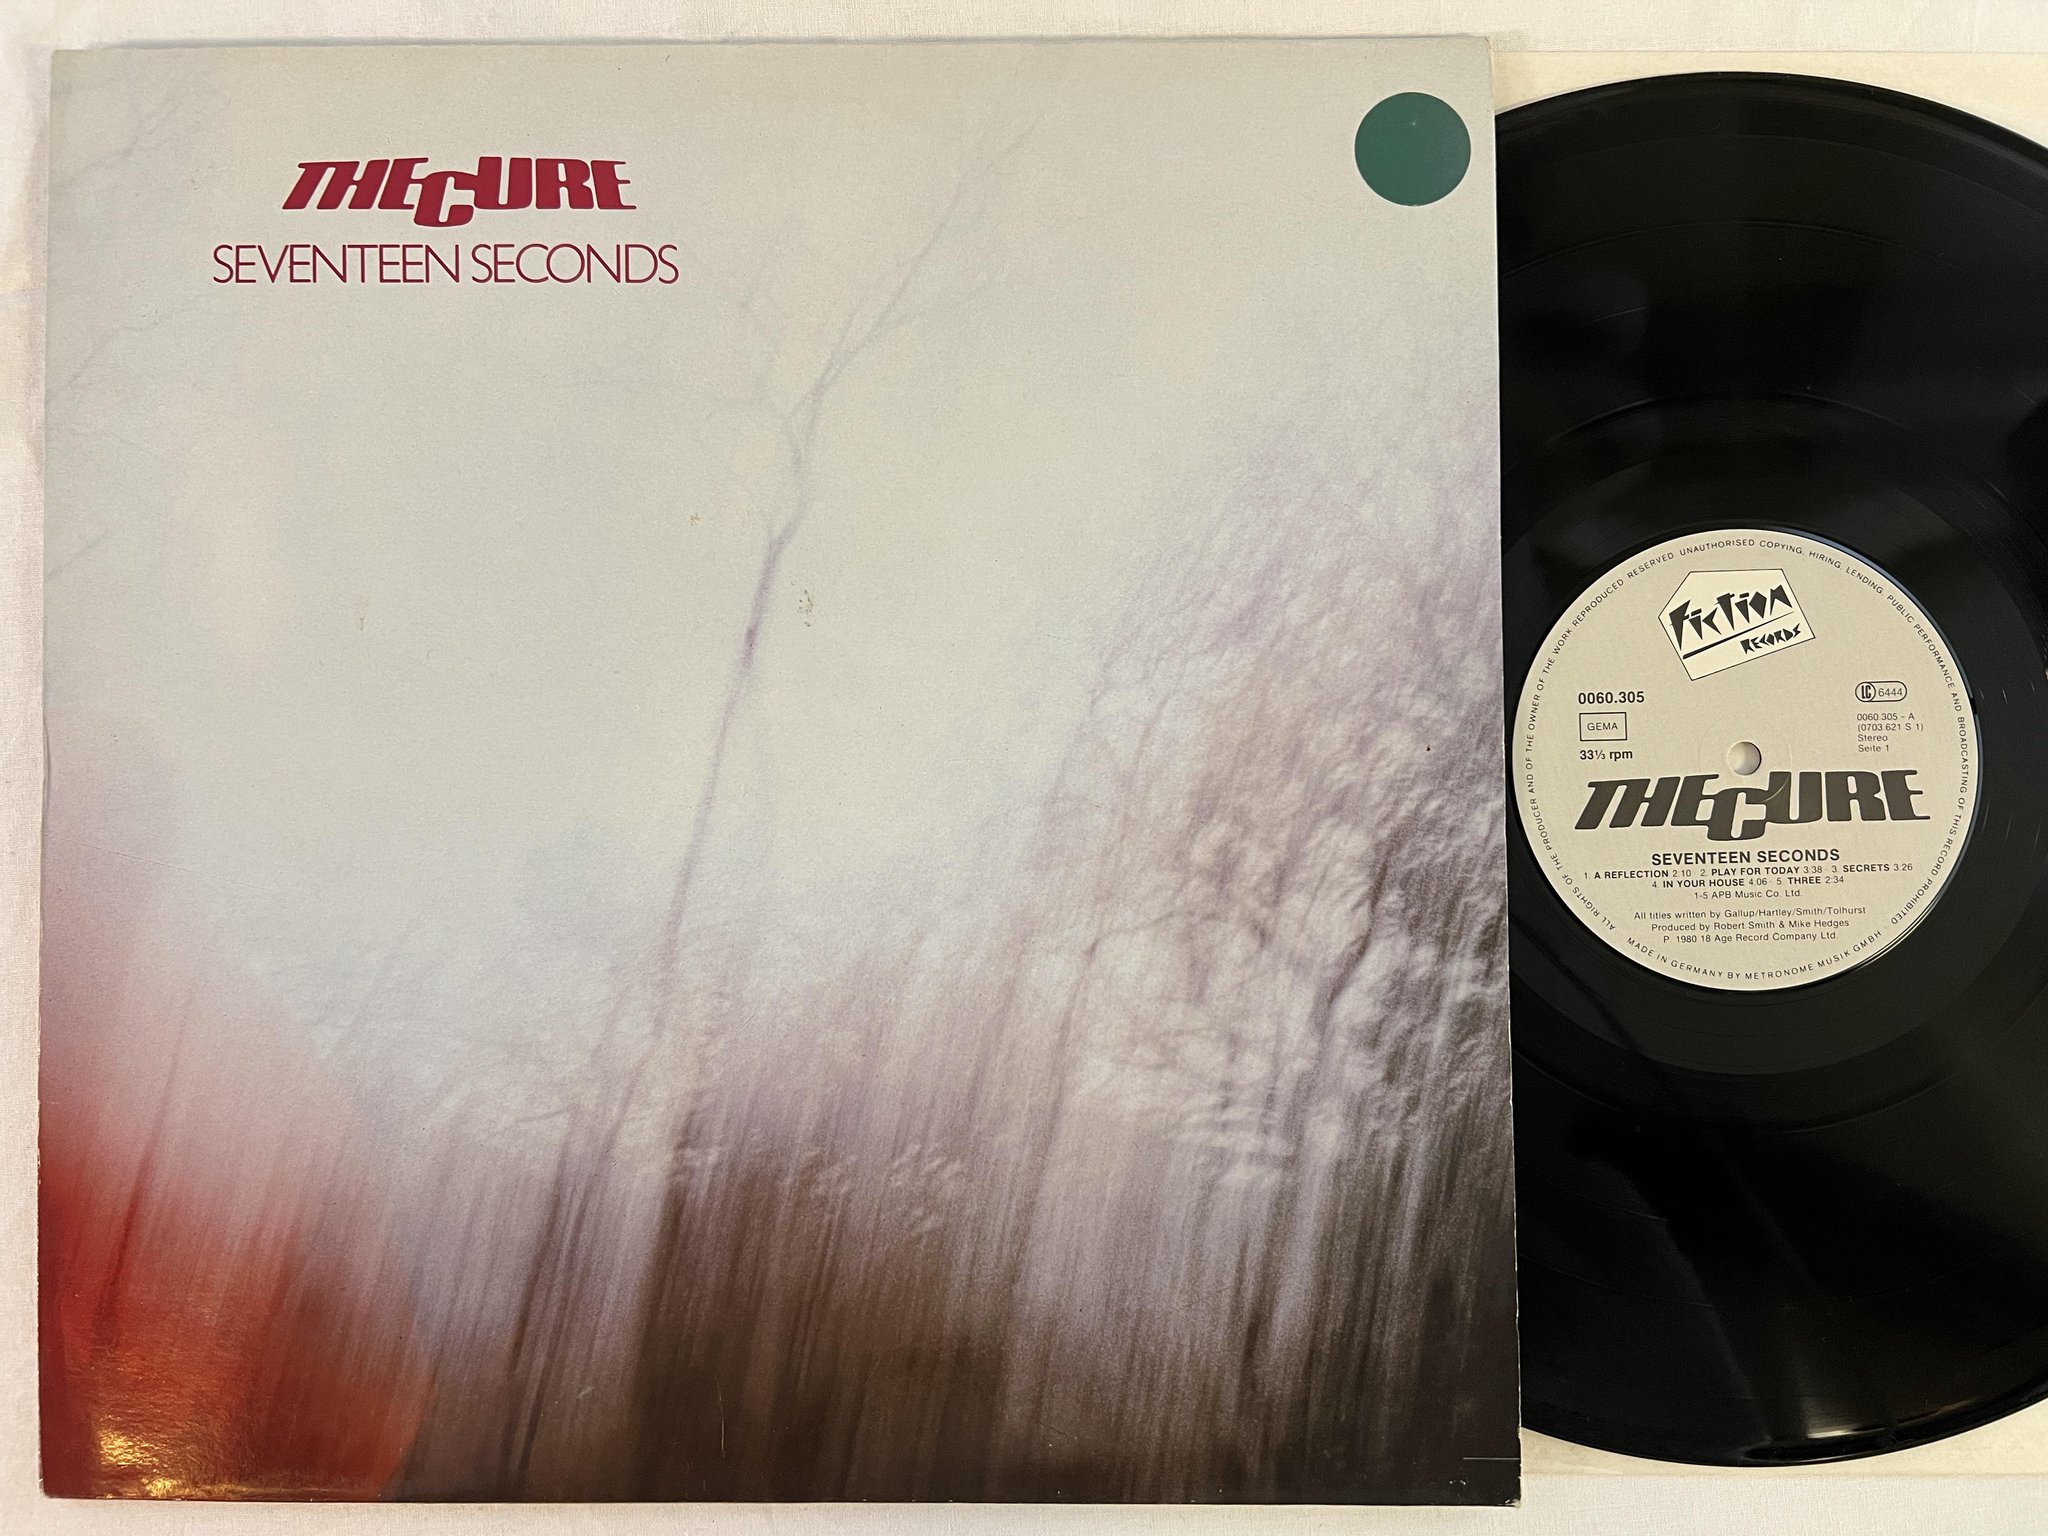 THE CURE
SEVENTEEN SECONDS
ALL RIGHTS OF THE PRODUCER AND OF THE OWNER OF THE WORK REPRODUCED RESERVED UNAUTHORISED COPYING, HIRING, LENDING, PUBLIC PERFORMANCE AND BROADCASTING OF THIS RECORD PROHIBITED
Fiction
RECORDS
0060.305
GEMA
33⅓ rpm
LC 6444
0060 305 - A
(0703 621 S 1)
Stereo
Seite 1
THE CURE
SEVENTEEN SECONDS
1. A REFLECTION 2:10 · 2. PLAY FOR TODAY 3:38 · 3. SECRETS 3:26
4. IN YOUR HOUSE 4:06 · 5. THREE 2:34
1-5 APB Music Co. Ltd.
All titles written by Gallup/Hartley/Smith/Tolhurst
Produced by Robert Smith & Mike Hedges
P 1980 18 Age Record Company Ltd.
MADE IN GERMANY BY METRONOME MUSIK GMBH